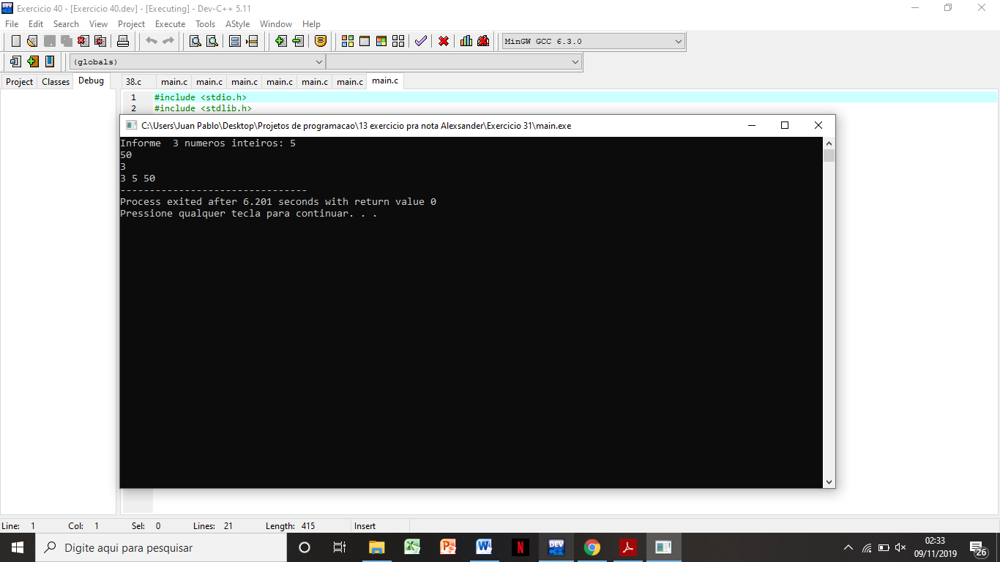 Exercicio 40 - [Exercicio 40.dev] - [Executing] - Dev-C++ 5.11
File Edit Search View Project Execute Tools AStyle Window Help
MinGW GCC 6.3.0
(globals)
Project Classes Debug 38.c main.c main.c main.c main.c main.c main.c main.c
1 #include <stdio.h>
2 #include <stdlib.h>
C:\Users\Juan Pablo\Desktop\Projetos de programacao\13 exercicio pra nota Alexsander\Exercicio 31\main.exe
Informe  3 numeros inteiros: 5
50
3
3 5 50
--------------------------------
Process exited after 6.201 seconds with return value 0
Pressione qualquer tecla para continuar. . .
Line: 1 Col: 1 Sel: 0 Lines: 21 Length: 415 Insert
Digite aqui para pesquisar
02:33
09/11/2019
26